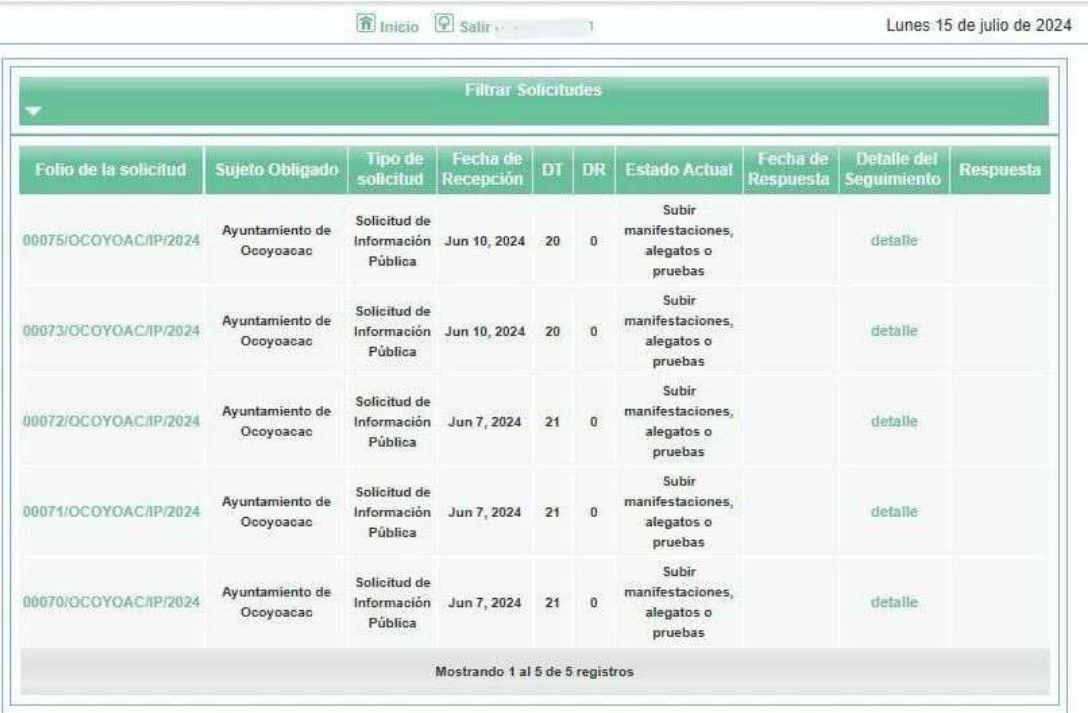 Inicio Salir
Lunes 15 de julio de 2024
Filtrar Solicitudes
Folio de la solicitud Sujeto Obligado Tipo de solicitud Fecha de Recepción DT DR Estado Actual Fecha de Respuesta Detalle del Seguimiento Respuesta
00075/OCOYOAC/IP/2024 Ayuntamiento de Ocoyoacac Solicitud de Información Pública Jun 10, 2024 20 0 Subir manifestaciones, alegatos o pruebas detalle
00073/OCOYOAC/IP/2024 Ayuntamiento de Ocoyoacac Solicitud de Información Pública Jun 10, 2024 20 0 Subir manifestaciones, alegatos o pruebas detalle
00072/OCOYOAC/IP/2024 Ayuntamiento de Ocoyoacac Solicitud de Información Pública Jun 7, 2024 21 0 Subir manifestaciones, alegatos o pruebas detalle
00071/OCOYOAC/IP/2024 Ayuntamiento de Ocoyoacac Solicitud de Información Pública Jun 7, 2024 21 0 Subir manifestaciones, alegatos o pruebas detalle
00070/OCOYOAC/IP/2024 Ayuntamiento de Ocoyoacac Solicitud de Información Pública Jun 7, 2024 21 0 Subir manifestaciones, alegatos o pruebas detalle
Mostrando 1 al 5 de 5 registros